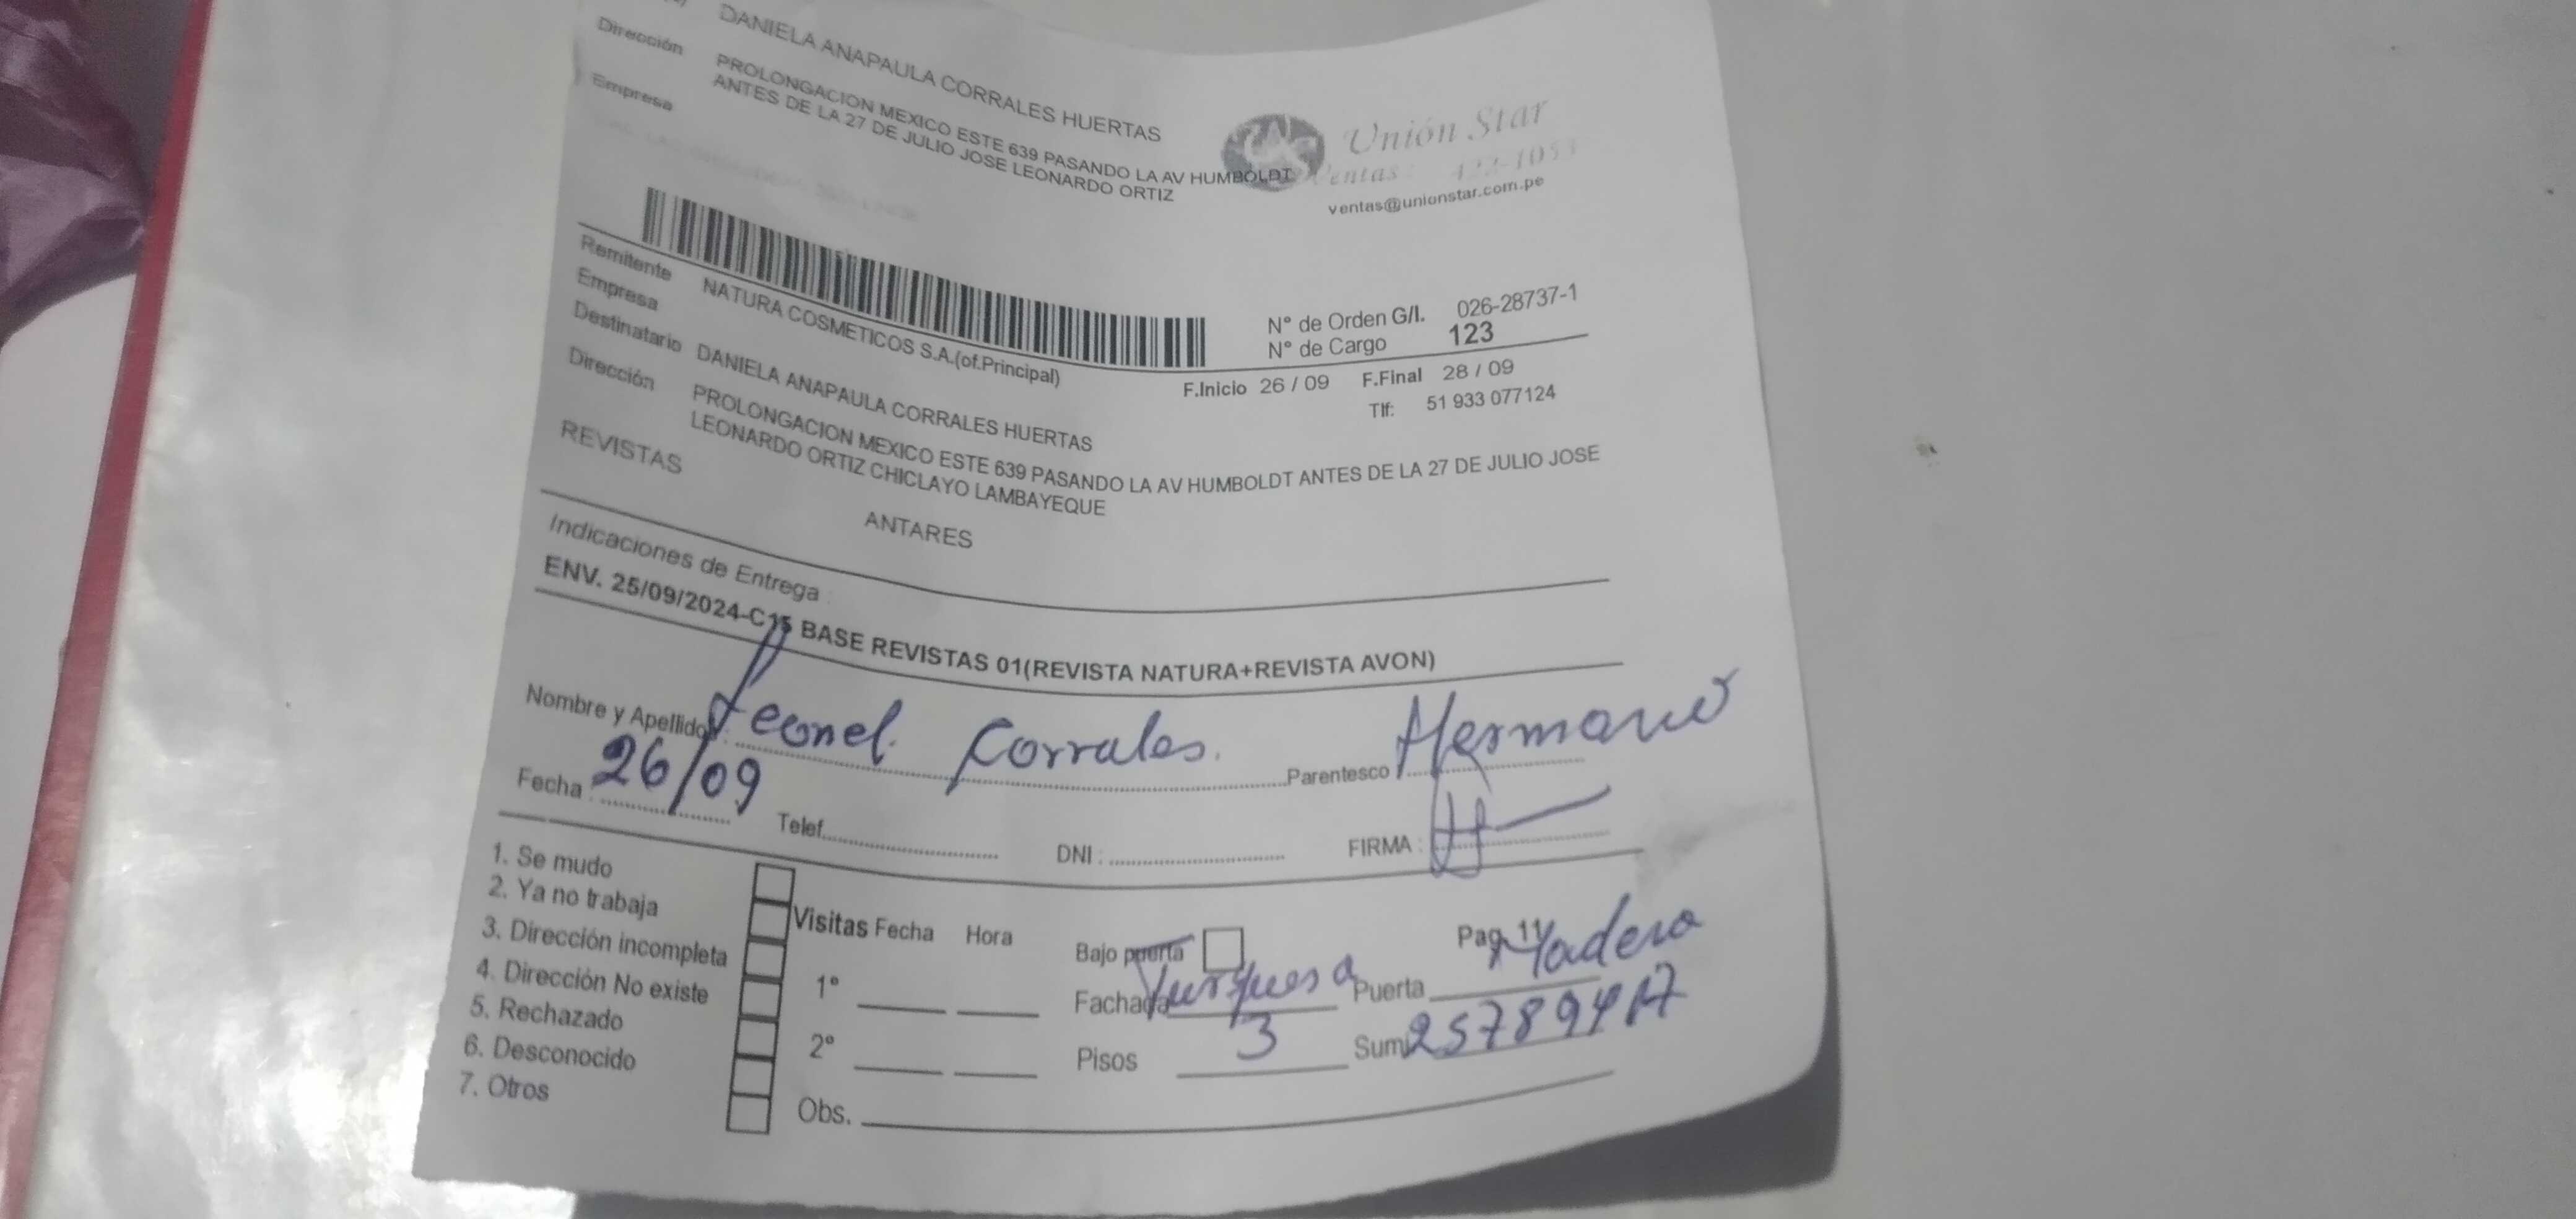 DANIELA ANAPAULA CORRALES HUERTAS
Dirección PROLONGACION MEXICO ESTE 639 PASANDO LA AV HUMBOLDT
ANTES DE LA 27 DE JULIO JOSE LEONARDO ORTIZ
Empresa
Unión Star
Ventas: 422-1053
ventas@unionstar.com.pe
Remitente NATURA COSMETICOS S.A.(of.Principal)
Empresa
N° de Orden G/I. 026-28737-1
N° de Cargo 123
F.Inicio 26 / 09 F.Final 28 / 09
Tlf: 51 933 077124
Destinatario DANIELA ANAPAULA CORRALES HUERTAS
Dirección PROLONGACION MEXICO ESTE 639 PASANDO LA AV HUMBOLDT ANTES DE LA 27 DE JULIO JOSE
LEONARDO ORTIZ CHICLAYO LAMBAYEQUE
REVISTAS
ANTARES
Indicaciones de Entrega :
ENV. 25/09/2024-C15 BASE REVISTAS 01(REVISTA NATURA+REVISTA AVON)
Nombre y Apellido: Leonel Corrales. Parentesco Hermano
Fecha : 26/09 Telef. DNI : FIRMA :
1. Se mudo
2. Ya no trabaja
3. Dirección incompleta
4. Dirección No existe
5. Rechazado
6. Desconocido
7. Otros
Visitas Fecha Hora
1°
2°
Obs.
Bajo puerta Pag. 11
Fachada Turquesa Puerta Madera
Pisos 3 Sumi